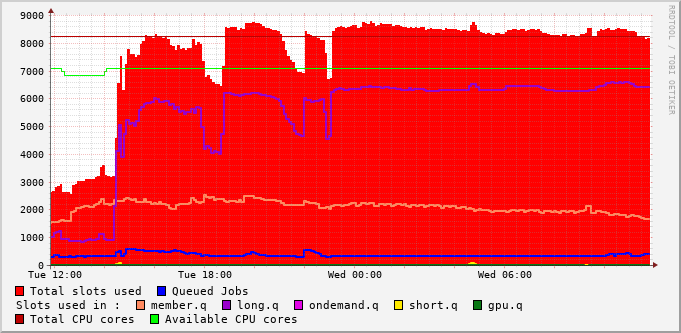 9000
8000
7000
6000
5000
4000
3000
2000
1000
0
Tue 12:00 Tue 18:00 Wed 00:00 Wed 06:00
RRDTOOL / TOBI OETIKER
Total slots used Queued Jobs
Slots used in : member.q long.q ondemand.q short.q gpu.q
Total CPU cores Available CPU cores